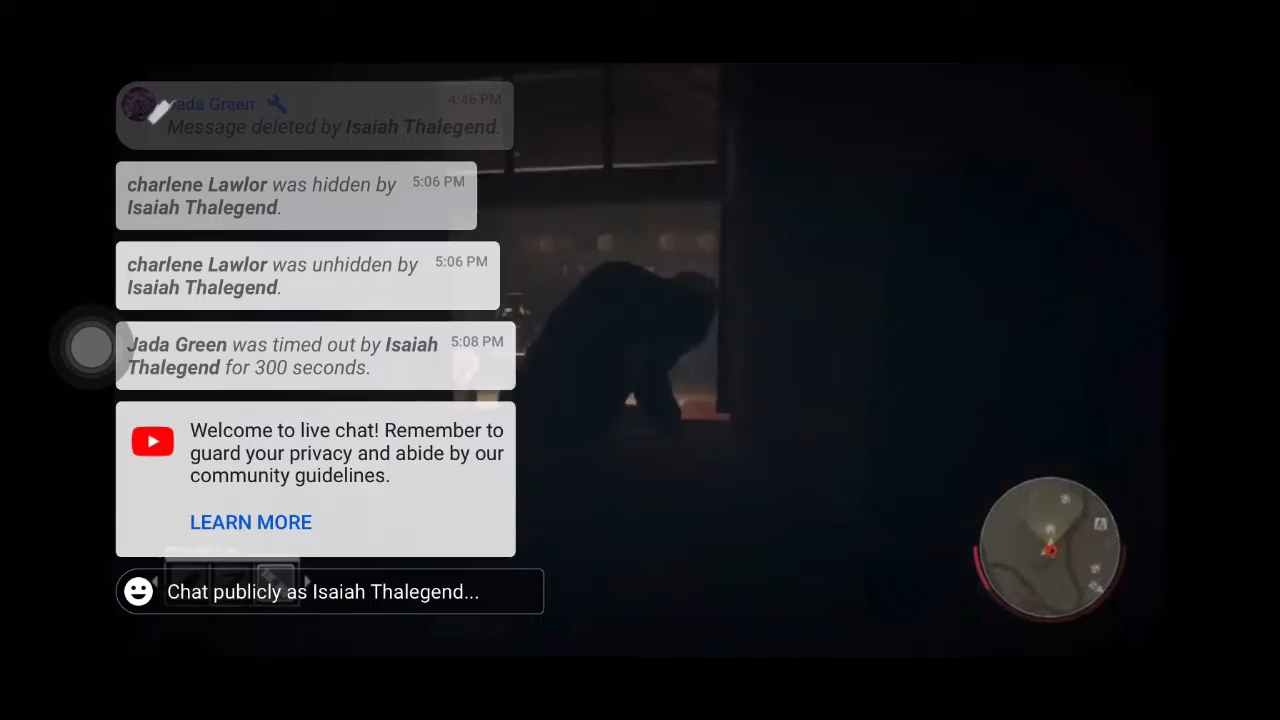 Jada Green
4:46 PM
Message deleted by Isaiah Thalegend.
charlene Lawlor was hidden by
5:06 PM
Isaiah Thalegend.
charlene Lawlor was unhidden by
5:06 PM
Isaiah Thalegend.
Jada Green was timed out by Isaiah
5:08 PM
Thalegend for 300 seconds.
Welcome to live chat! Remember to
guard your privacy and abide by our
community guidelines.
LEARN MORE
Chat publicly as Isaiah Thalegend...